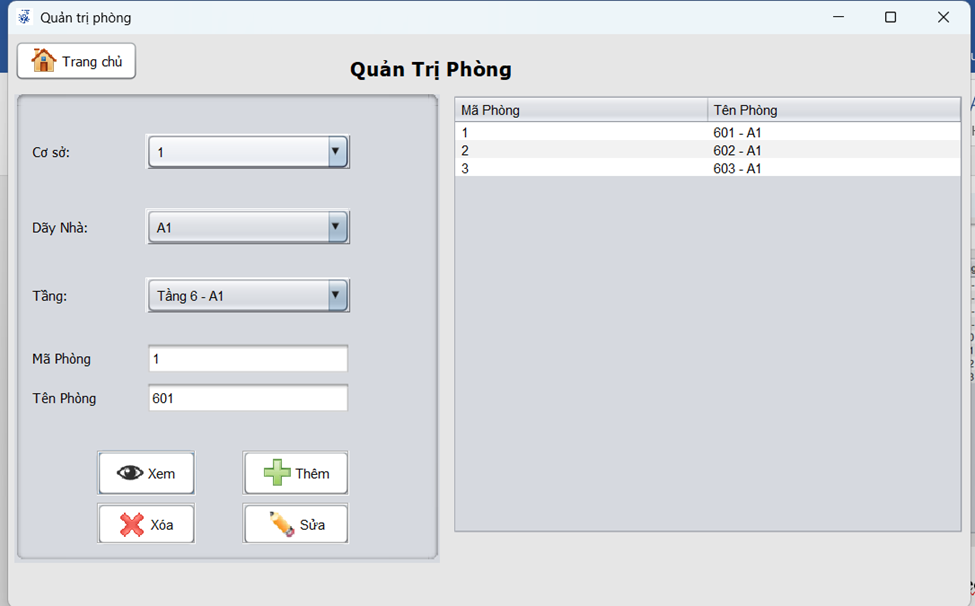 Quản trị phòng
Trang chủ
Quản Trị Phòng
Cơ sở:
1
Dãy Nhà:
A1
Tầng:
Tầng 6 - A1
Mã Phòng
1
Tên Phòng
601
Xem
Thêm
Xóa
Sửa
Mã Phòng Tên Phòng
1 601 - A1
2 602 - A1
3 603 - A1